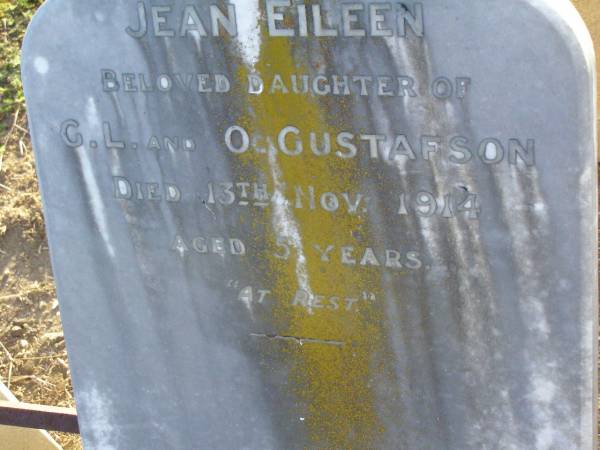 JEAN EILEEN
BELOVED DAUGHTER OF
G. L. AND O. GUSTAFSON
DIED 13TH NOV. 1914
AGED 5 YEARS.
"AT REST"